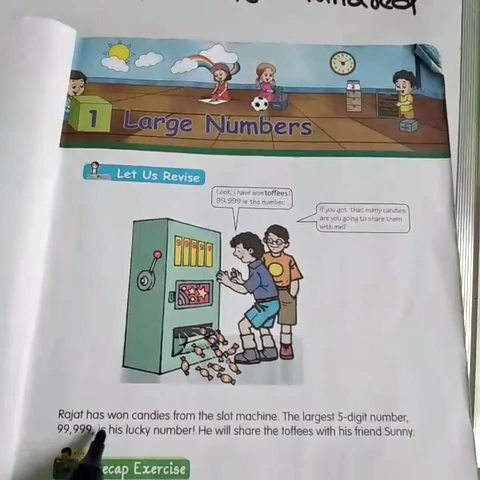 1 Large Numbers
Let Us Revise
Look, I have won toffees!
99,999 is the number.
If you get that many candies
are you going to share them
with me?
Rajat has won candies from the slot machine. The largest 5-digit number,
99,999, is his lucky number! He will share the toffees with his friend Sunny.
ecap Exercise